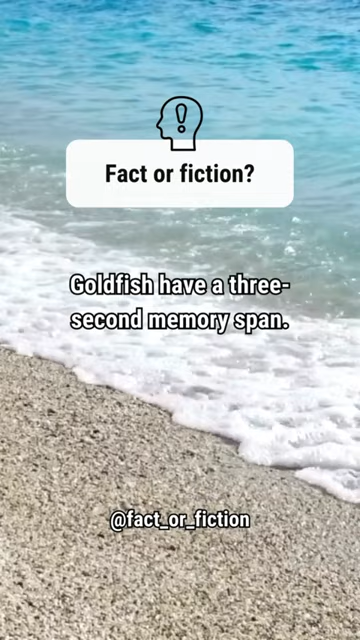 Fact or fiction?
Goldfish have a three-
second memory span.
@fact_or_fiction